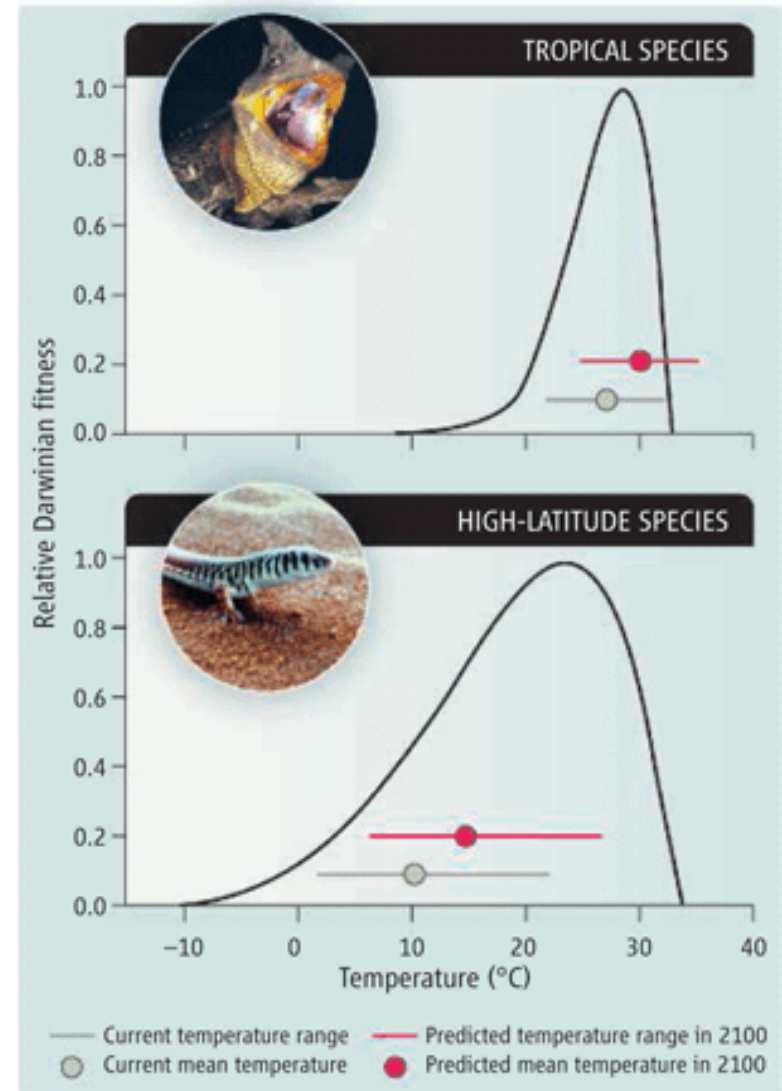 TROPICAL SPECIES
1.0
0.8
0.6
0.4
0.2
0.0
HIGH-LATITUDE SPECIES
1.0
0.8
0.6
0.4
0.2
0.0
Relative Darwinian fitness
–10 0 10 20 30 40
Temperature (°C)
Current temperature range Predicted temperature range in 2100
Current mean temperature Predicted mean temperature in 2100